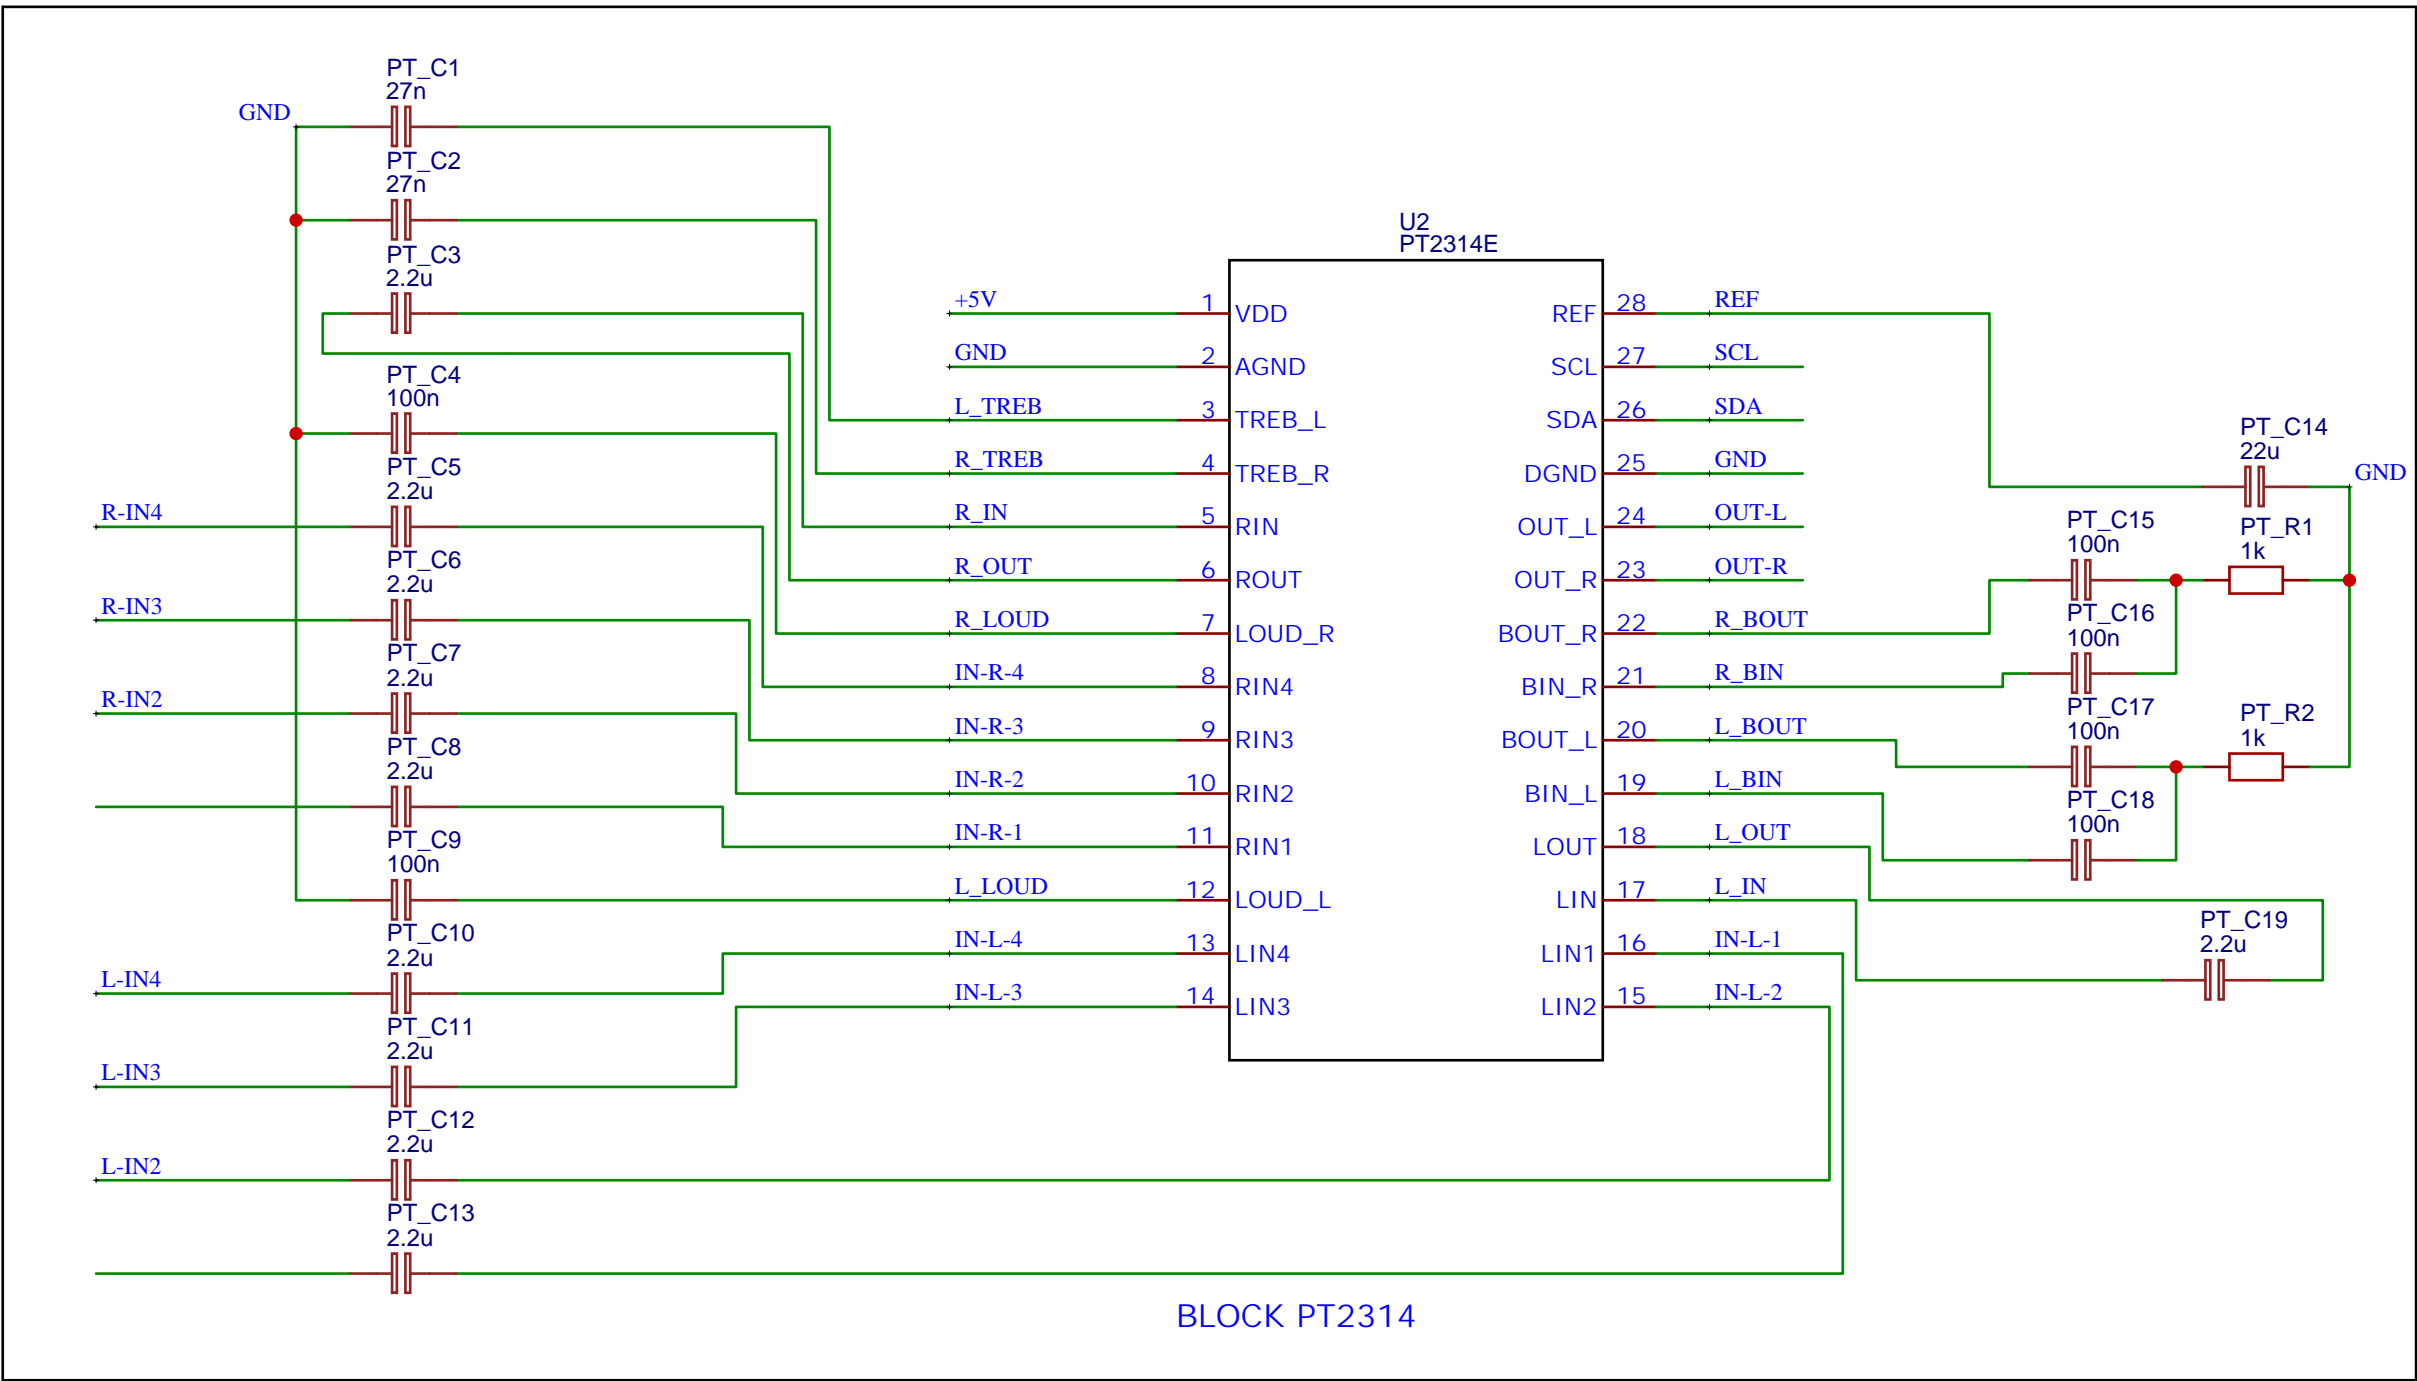 PT_C1
27n
GND
PT_C2
27n
PT_C3
2.2u
PT_C4
100n
PT_C5
2.2u
R-IN4
PT_C6
2.2u
R-IN3
PT_C7
2.2u
R-IN2
PT_C8
2.2u
PT_C9
100n
PT_C10
2.2u
L-IN4
PT_C11
2.2u
L-IN3
PT_C12
2.2u
L-IN2
PT_C13
2.2u
U2
PT2314E
+5V 1 VDD
GND 2 AGND
L_TREB 3 TREB_L
R_TREB 4 TREB_R
R_IN 5 RIN
R_OUT 6 ROUT
R_LOUD 7 LOUD_R
IN-R-4 8 RIN4
IN-R-3 9 RIN3
IN-R-2 10 RIN2
IN-R-1 11 RIN1
L_LOUD 12 LOUD_L
IN-L-4 13 LIN4
IN-L-3 14 LIN3
REF 28 REF
SCL 27 SCL
SDA 26 SDA
DGND 25 GND
OUT_L 24 OUT-L
OUT_R 23 OUT-R
BOUT_R 22 R_BOUT
BIN_R 21 R_BIN
BOUT_L 20 L_BOUT
BIN_L 19 L_BIN
LOUT 18 L_OUT
LIN 17 L_IN
LIN1 16 IN-L-1
LIN2 15 IN-L-2
PT_C14
22u
GND
PT_C15
100n
PT_R1
1k
PT_C16
100n
PT_C17
100n
PT_R2
1k
PT_C18
100n
PT_C19
2.2u
BLOCK PT2314